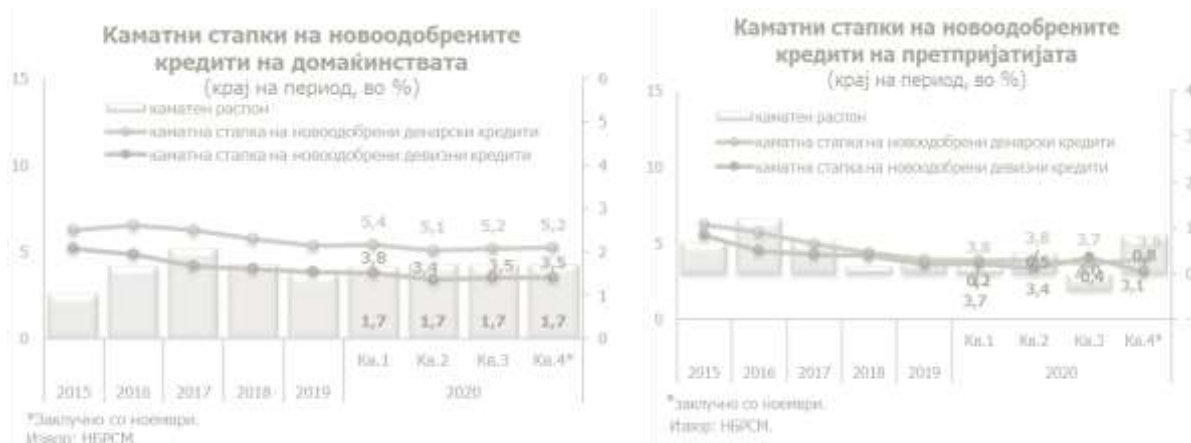 Каматни стапки на новоодобрените
кредити на домаќинствата
(крај на период, во %)
15
6
каматен распон
5
каматна стапка на новоодобрени денарски кредити
10
4
каматна стапка на новоодобрени девизни кредити
3
5,4
5,1
5,2
5,2
5
2
3,8
3,4
3,5
3,5
1
1,7
1,7
1,7
1,7
0
0
Кв.1
Кв.2
Кв.3
Кв.4*
2015
2016
2017
2018
2019
2020
*Заклучно со ноември.
Извор: НБРСМ.
Каматни стапки на новоодобрените
кредити на претпријатијата
(крај на период, во %)
15
4
каматен распон
3
каматна стапка на новоодобрени денарски кредити
10
каматна стапка на новоодобрени девизни кредити
2
5
1
3,8
3,8
3,7
0,2
0,5
0,8
3,7
3,4
3,1
0
Кв.1
Кв.2
Кв.3
Кв.4*
2015
2016
2017
2018
2019
2020
*заклучно со ноември.
Извор: НБРСМ.